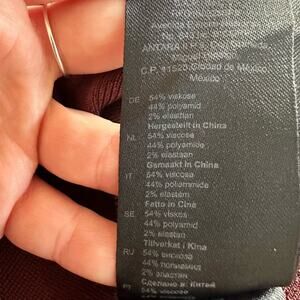 ANTARA II
C.P. 11520 Ciudad de México
México
DE
54% viskose
44% polyamid
2% elasthan
Hergestellt in China
NL
54% viscose
44% polyamide
2% elastaan
Gemaakt in China
IT
54% viscosa
44% poliammide
2% elastan
Fatto in Cina
SE
54% viskos
44% polyamid
2% elastan
Tillverkat i Kina
RU
54% вискоза
44% полиамид
2% эластан
Сделано в Китай